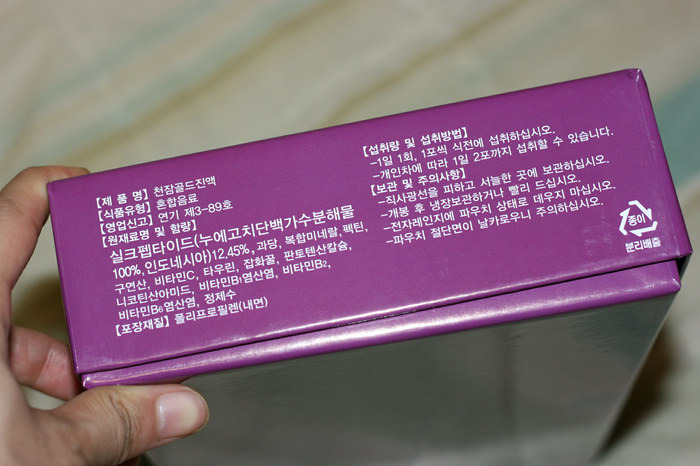 [제 품 명] 천잠골드진액
[식품유형] 혼합음료
[영업신고] 연기 제3-89호
[원재료명 및 함량]
실크펩타이드(누에고치단백가수분해물
100%,인도네시아)12.45%, 과당, 복합미네랄,펙틴,
구연산, 비타민C, 타우린, 잡화꿀, 판토텐산칼슘,
니코틴산아미드, 비타민B₁염산염, 비타민B₂,
비타민B₆염산염, 정제수
[포장재질] 폴리프로필렌(내면)
[섭취량 및 섭취방법]
-1일 1회, 1포씩 식전에 섭취하십시오.
-개인차에 따라 1일 2포까지 섭취할 수 있습니다.
[보관 및 주의사항]
-직사광선을 피하고 서늘한 곳에 보관하십시오.
-개봉 후 냉장보관하거나 빨리 드십시오.
-전자레인지에 파우치 상태로 데우지 마십시오.
-파우치 절단면이 날카로우니 주의하십시오.
종이
분리배출